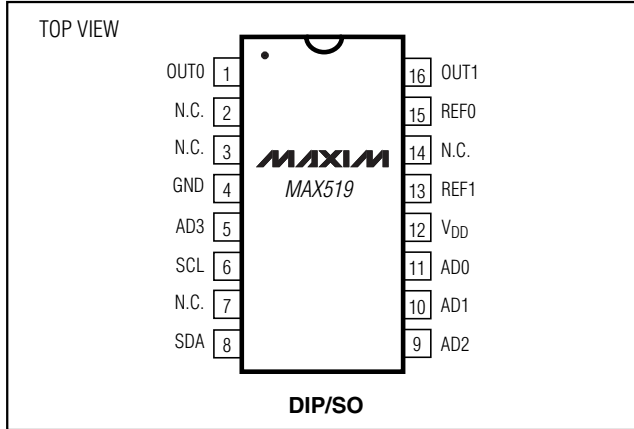 TOP VIEW
OUT0 1
N.C. 2
N.C. 3
GND 4
AD3 5
SCL 6
N.C. 7
SDA 8
MAXIM
MAX519
16 OUT1
15 REF0
14 N.C.
13 REF1
12 VDD
11 AD0
10 AD1
9 AD2
DIP/SO